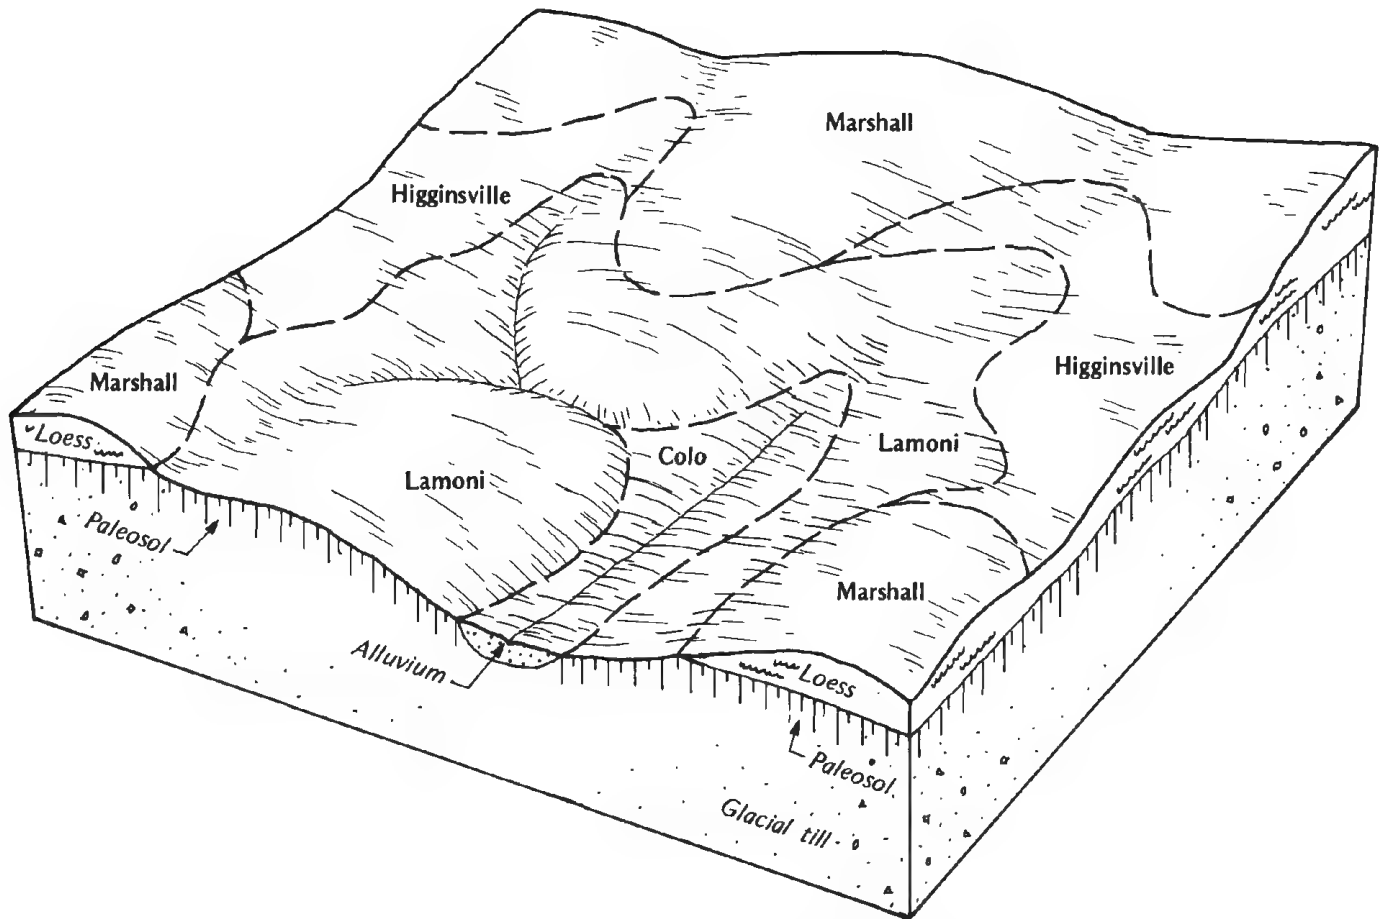 Marshall
Higginsville
Higginsville
Marshall
Loess
Colo
Lamoni
Lamoni
Paleosol
Marshall
Alluvium
Loess
Paleosol
Glacial till